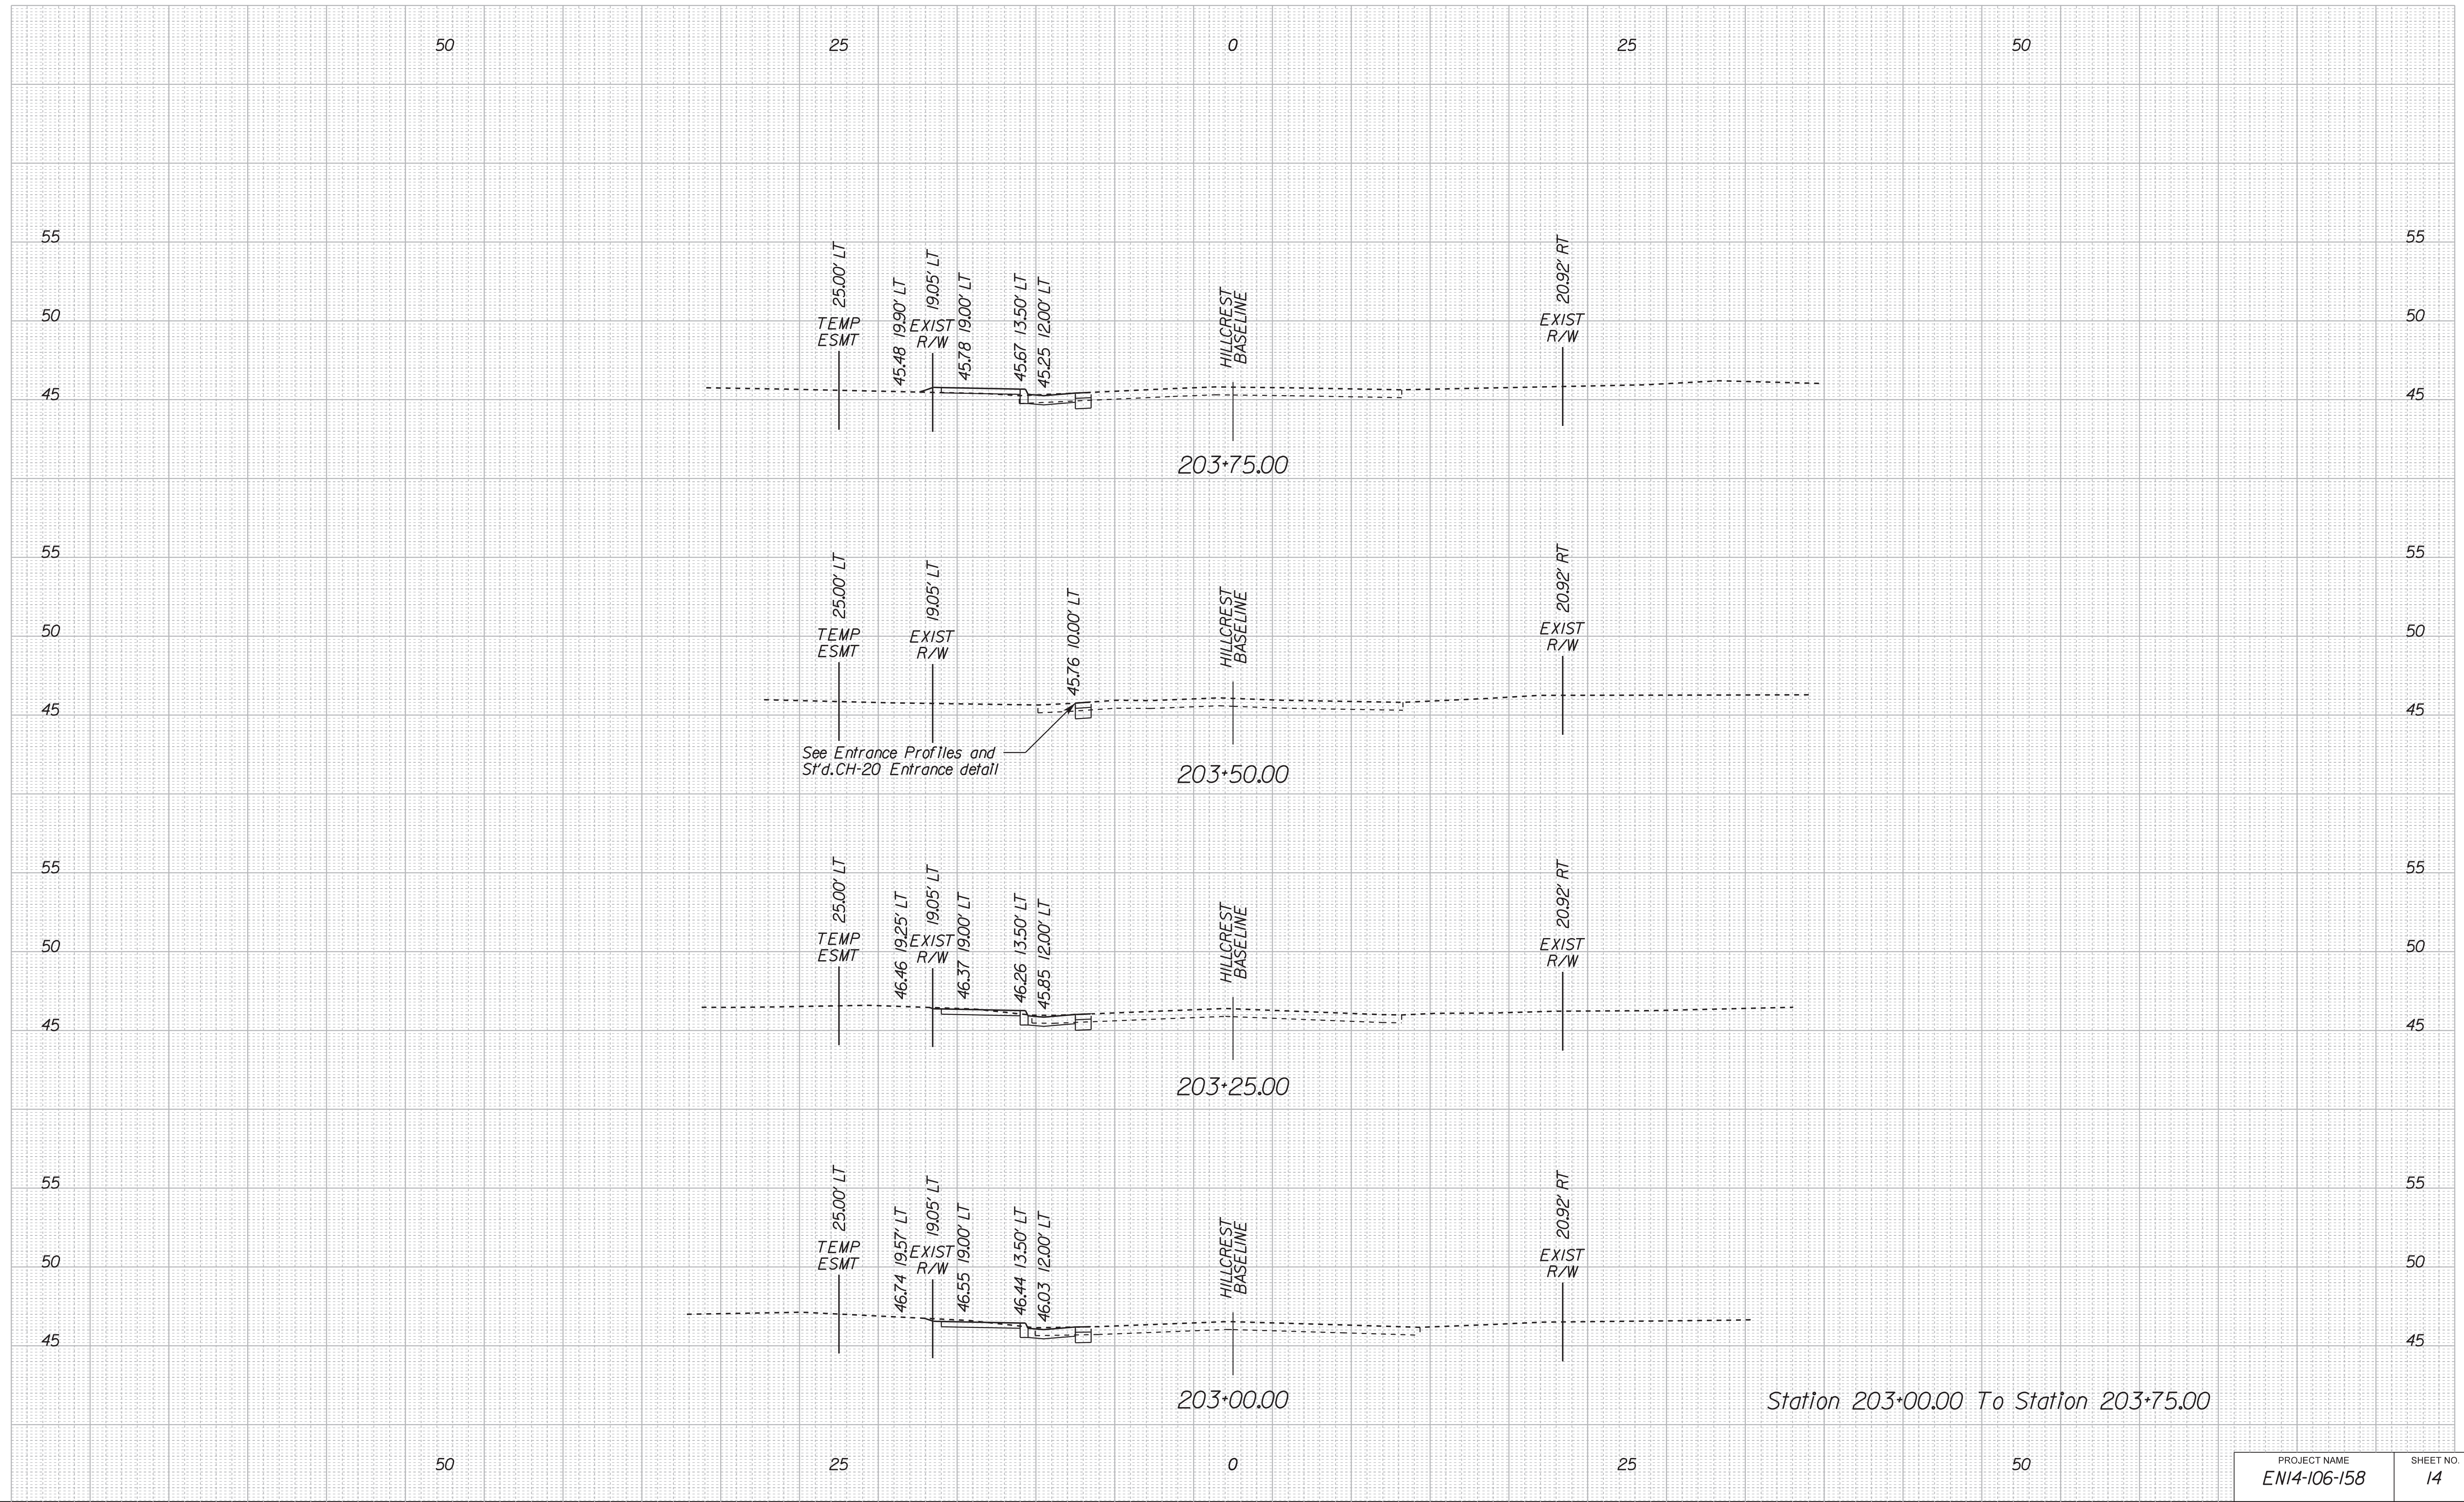 50 25 0 25 50
55 55
50 50
45 45
25.00' LT
TEMP
ESMT
45.48 19.90' LT
19.05' LT
EXIST
R/W
45.78 19.00' LT
45.67 13.50' LT
45.25 12.00' LT
HILLCREST
BASELINE
20.92' RT
EXIST
R/W
203+75.00
55 55
50 50
45 45
25.00' LT
TEMP
ESMT
19.05' LT
EXIST
R/W
45.76 10.00' LT
HILLCREST
BASELINE
20.92' RT
EXIST
R/W
See Entrance Profiles and
St'd.CH-20 Entrance detail
203+50.00
55 55
50 50
45 45
25.00' LT
TEMP
ESMT
46.46 19.25' LT
19.05' LT
EXIST
R/W
46.37 19.00' LT
46.26 13.50' LT
45.85 12.00' LT
HILLCREST
BASELINE
20.92' RT
EXIST
R/W
203+25.00
55 55
50 50
45 45
25.00' LT
TEMP
ESMT
46.74 19.57' LT
19.05' LT
EXIST
R/W
46.55 19.00' LT
46.44 13.50' LT
46.03 12.00' LT
HILLCREST
BASELINE
20.92' RT
EXIST
R/W
203+00.00
Station 203+00.00 To Station 203+75.00
50 25 0 25 50
PROJECT NAME
EN14-106-158
SHEET NO.
14